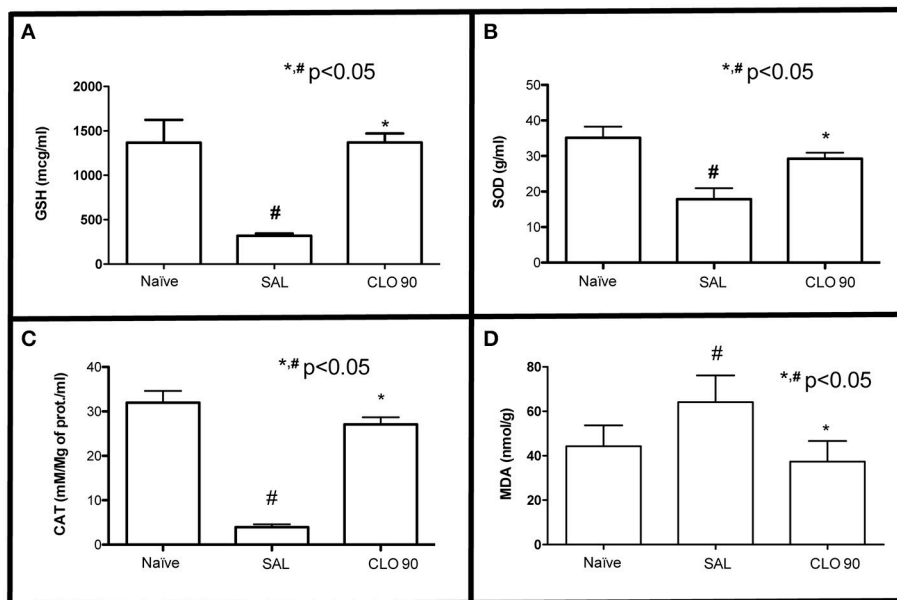 A
*,# p<0.05
GSH (mcg/ml)
2000
1500
1000
500
0
#
*
Naïve SAL CLO 90
B
*,# p<0.05
SOD (g/ml)
50
40
30
20
10
0
#
*
Naïve SAL CLO 90
C
*,# p<0.05
CAT (mM/Mg of prot./ml)
40
30
20
10
0
#
*
Naïve SAL CLO 90
D
#
*,# p<0.05
MDA (nmol/g)
80
60
40
20
0
*
Naïve SAL CLO 90